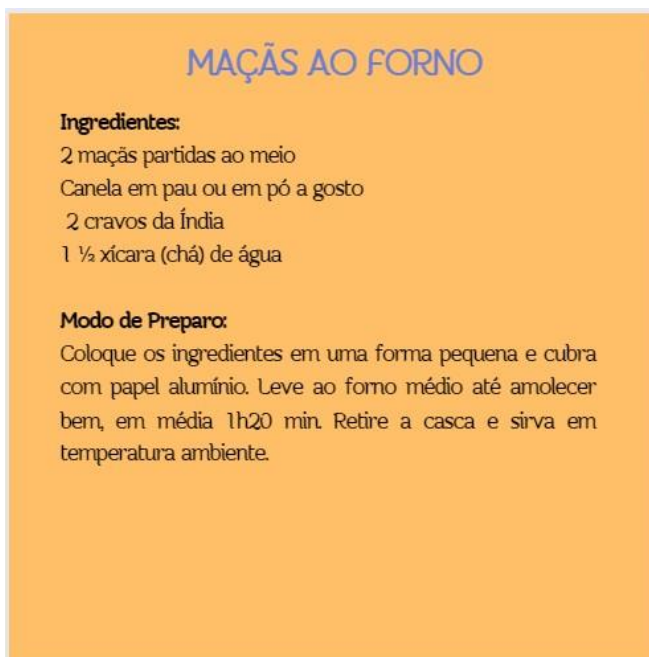 MAÇÃS AO FORNO
Ingredientes:
2 maçãs partidas ao meio
Canela em pau ou em pó a gosto
2 cravos da Índia
1 ½ xícara (chá) de água
Modo de Preparo:
Coloque os ingredientes em uma forma pequena e cubra
com papel alumínio. Leve ao forno médio até amolecer
bem, em média 1h20 min. Retire a casca e sirva em
temperatura ambiente.